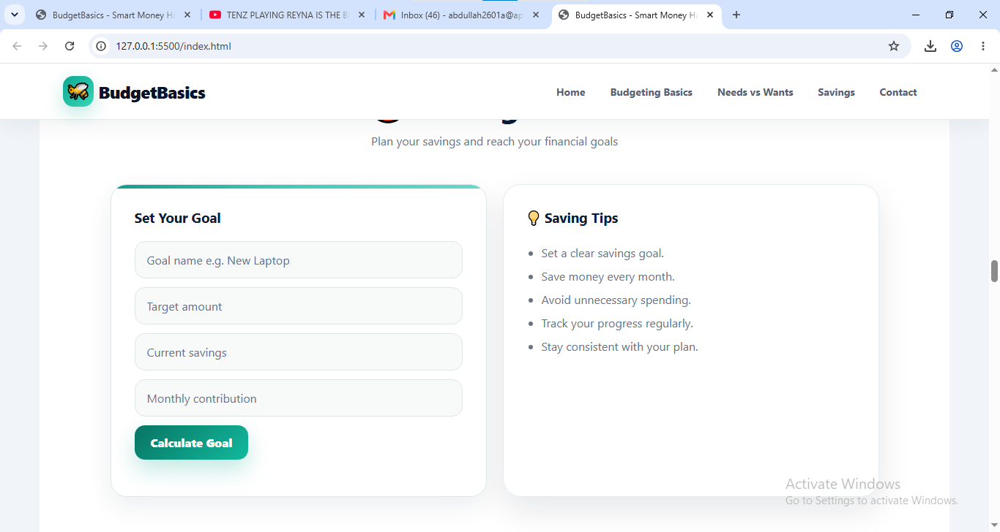 BudgetBasics - Smart Money H
TENZ PLAYING REYNA IS THE B
Inbox (46) - abdullah2601a@ap
BudgetBasics - Smart Money H
127.0.0.1:5500/index.html
BudgetBasics
Home
Budgeting Basics
Needs vs Wants
Savings
Contact
Plan your savings and reach your financial goals
Set Your Goal
Goal name e.g. New Laptop
Target amount
Current savings
Monthly contribution
Calculate Goal
Saving Tips
Set a clear savings goal.
Save money every month.
Avoid unnecessary spending.
Track your progress regularly.
Stay consistent with your plan.
Activate Windows
Go to Settings to activate Windows.